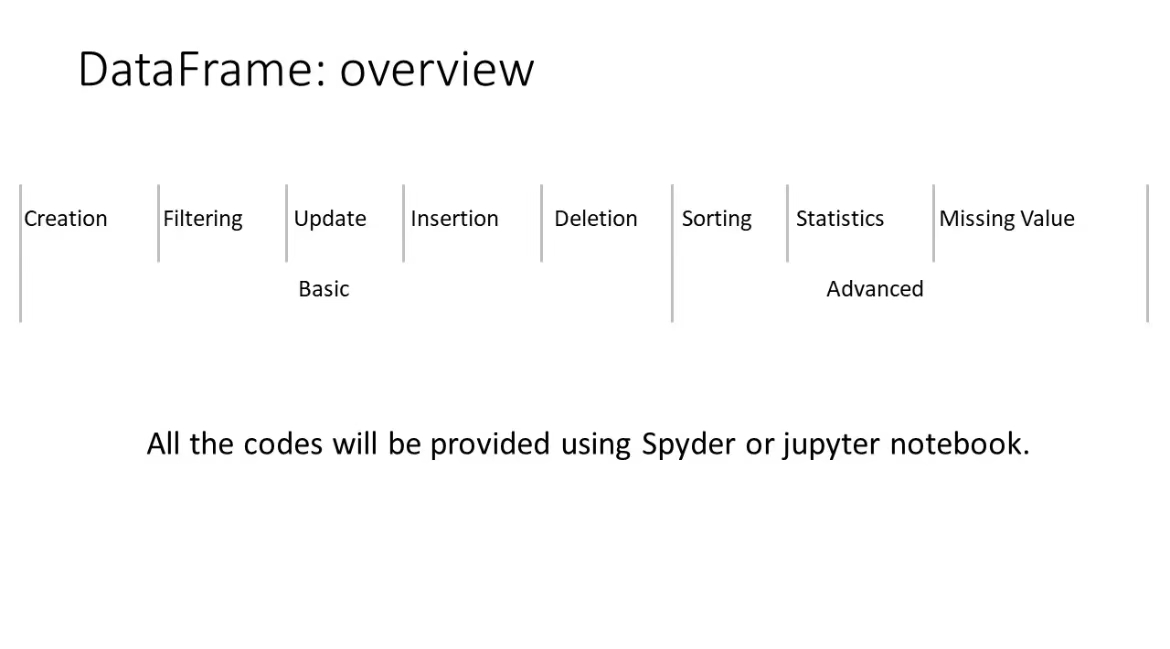 DataFrame: overview
Creation Filtering Update Insertion Deletion Sorting Statistics Missing Value
Basic Advanced
All the codes will be provided using Spyder or jupyter notebook.